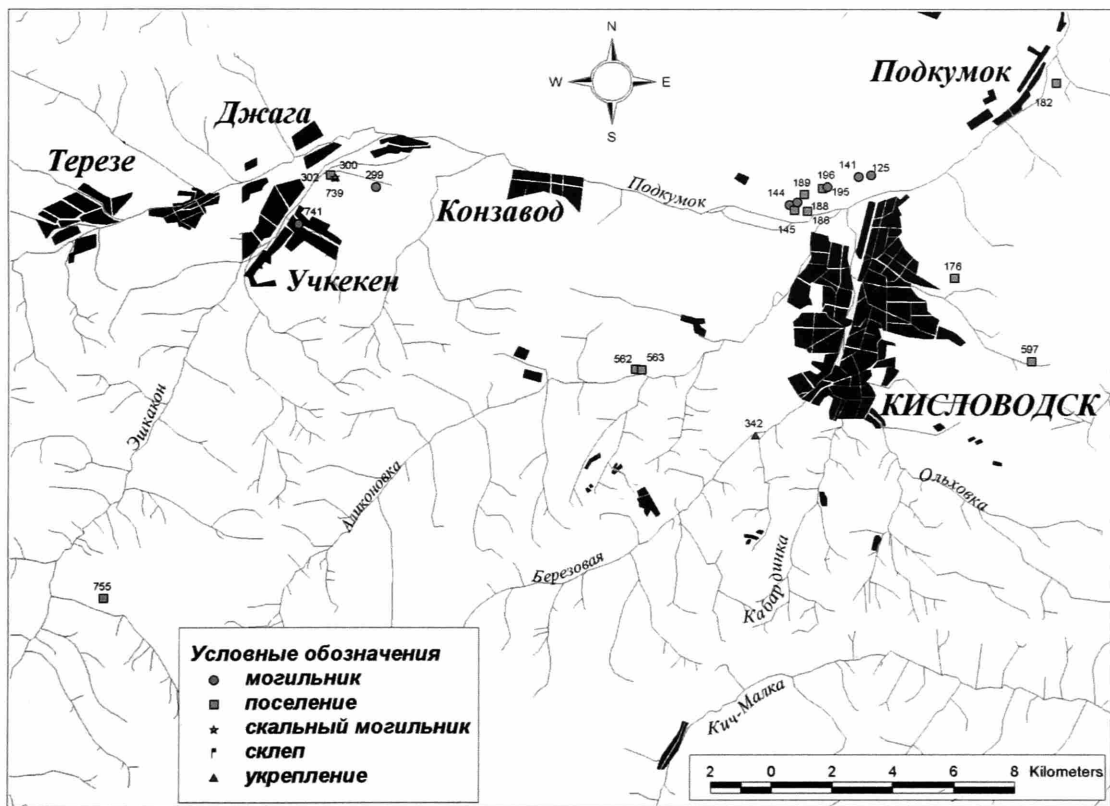 N
W
E
S
Подкумок
182
Джага
Терезе
302
300
739
299
741
Учкекен
Конзавод
Подкумок
141
125
196
195
189
144
188
186
145
176
597
562
563
342
КИСЛОВОДСК
Эшкакон
Аликоновка
Березовая
Кабардинка
Ольховка
Кич-Малка
755
Условные обозначения
могильник
поселение
скальный могильник
склеп
укрепление
2 0 2 4 6 8 Kilometers